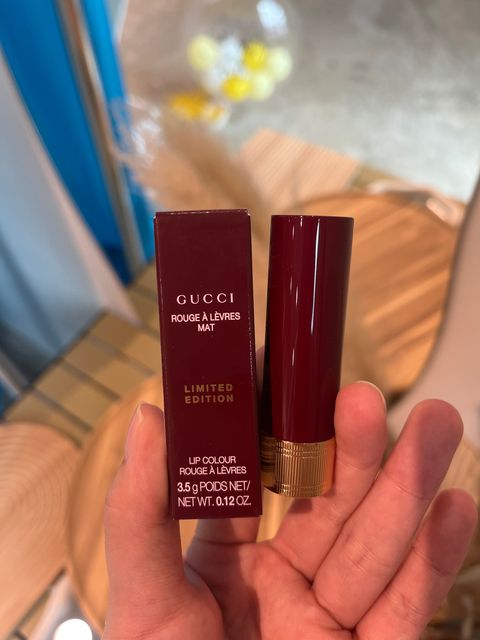 GUCCI
ROUGE À LÈVRES
MAT
LIMITED
EDITION
LIP COLOUR
ROUGE À LÈVRES
3.5 g POIDS NET/
NET WT. 0.12 OZ.